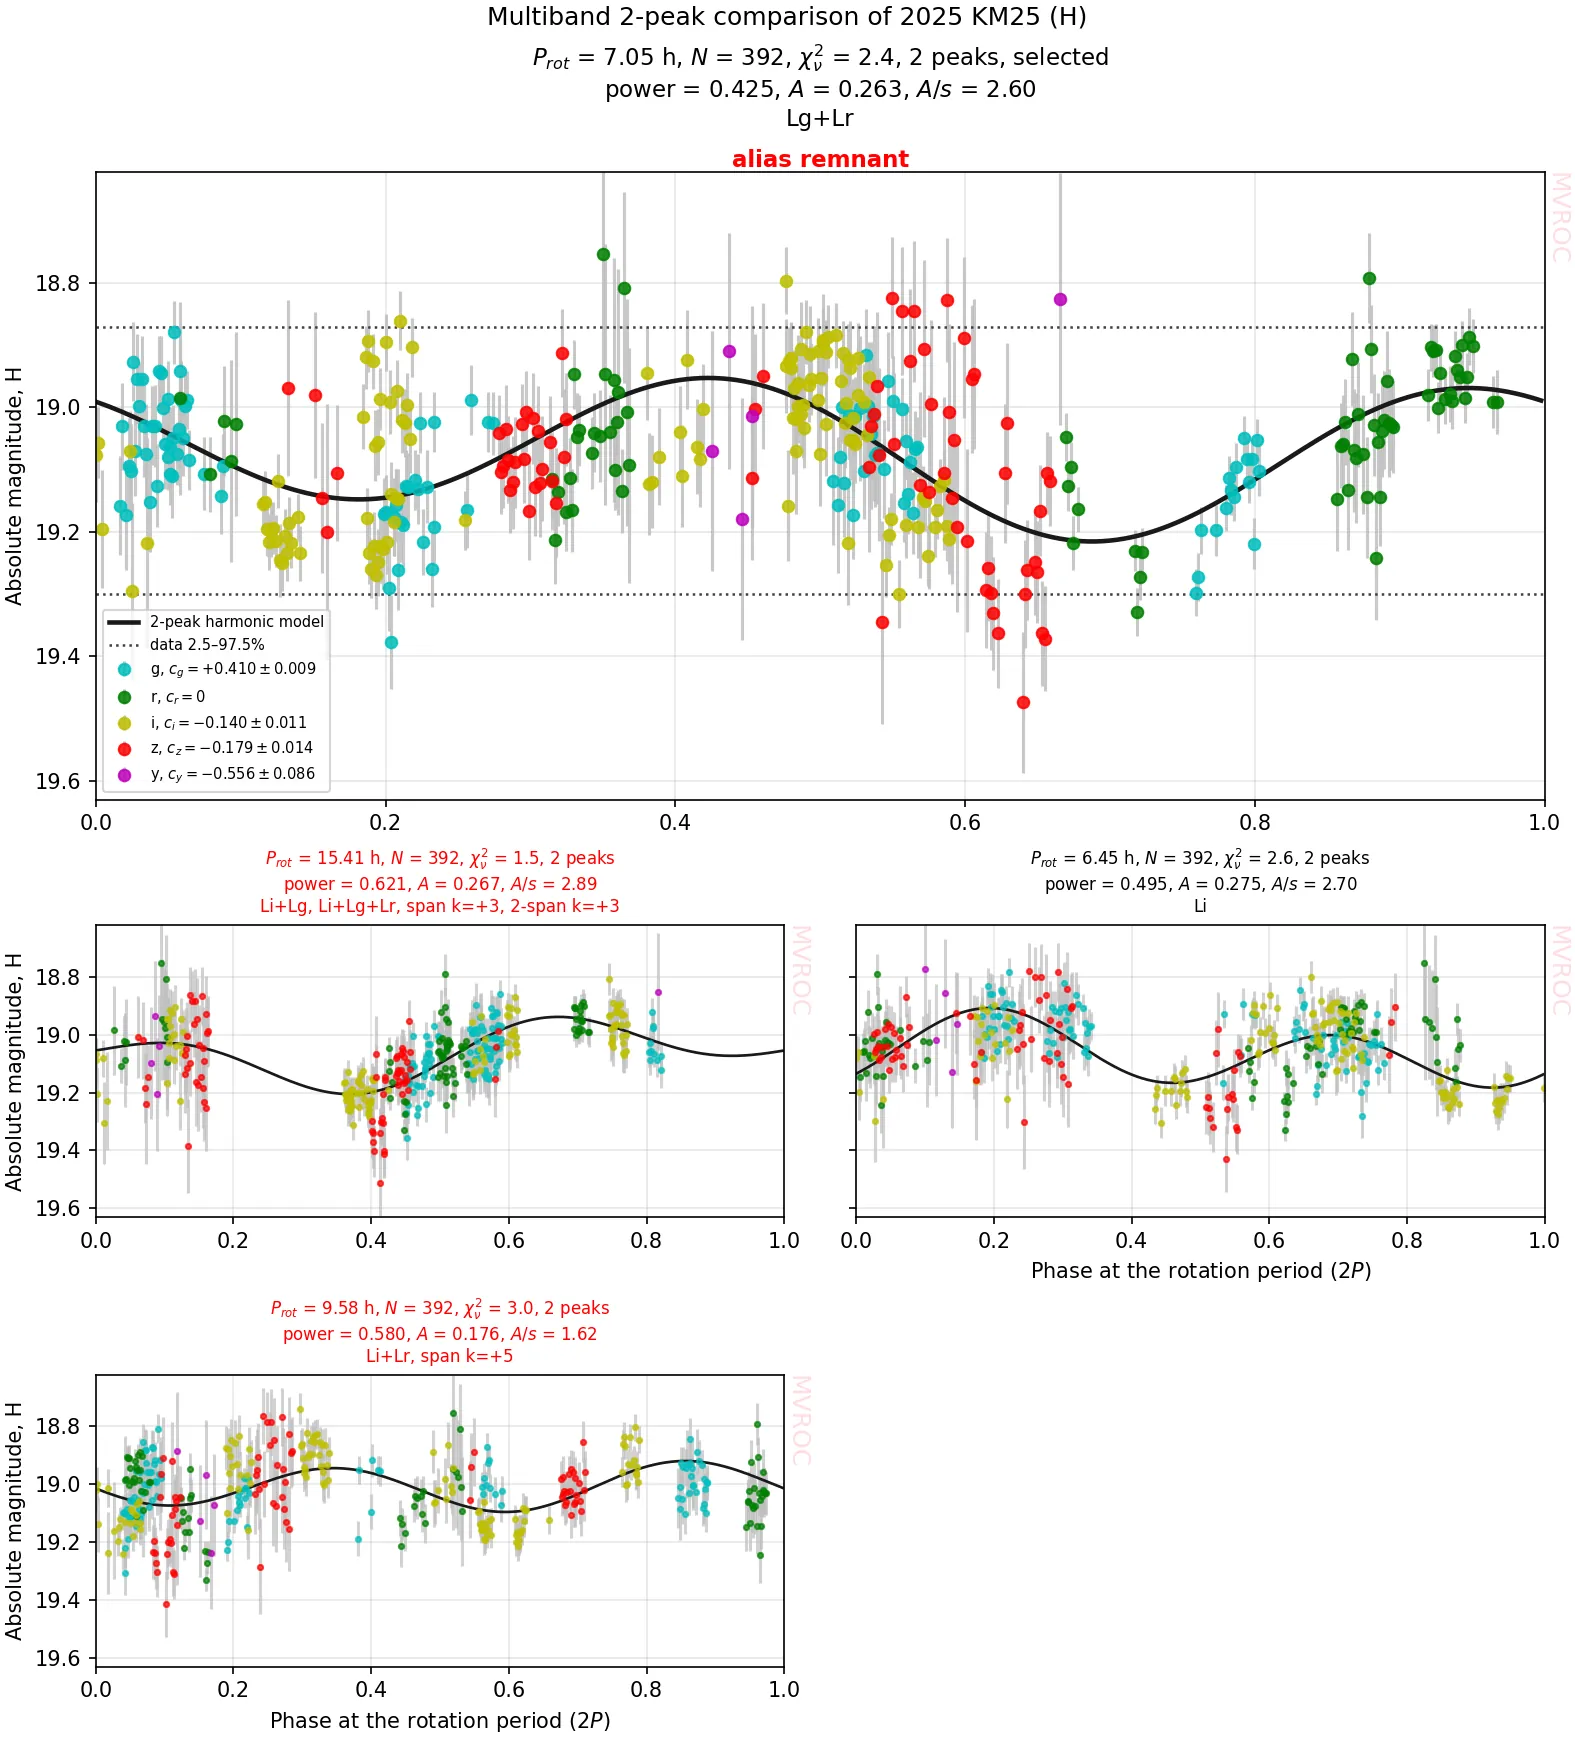 Multiband 2-peak comparison of 2025 KM25 (H)
P_rot = 7.05 h, N = 392, χ²_ν = 2.4, 2 peaks, selected
power = 0.425, A = 0.263, A/s = 2.60
Lg+Lr
alias remnant
MVROC
Absolute magnitude, H
18.8
19.0
19.2
19.4
19.6
2-peak harmonic model
data 2.5–97.5%
g, c_g = +0.410 ± 0.009
r, c_r = 0
i, c_i = −0.140 ± 0.011
z, c_z = −0.179 ± 0.014
y, c_y = −0.556 ± 0.086
0.0 0.2 0.4 0.6 0.8 1.0
P_rot = 15.41 h, N = 392, χ²_ν = 1.5, 2 peaks
power = 0.621, A = 0.267, A/s = 2.89
Li+Lg, Li+Lg+Lr, span k=+3, 2-span k=+3
MVROC
Absolute magnitude, H
18.8
19.0
19.2
19.4
19.6
0.0 0.2 0.4 0.6 0.8 1.0
P_rot = 6.45 h, N = 392, χ²_ν = 2.6, 2 peaks
power = 0.495, A = 0.275, A/s = 2.70
Li
MVROC
0.0 0.2 0.4 0.6 0.8 1.0
Phase at the rotation period (2P)
P_rot = 9.58 h, N = 392, χ²_ν = 3.0, 2 peaks
power = 0.580, A = 0.176, A/s = 1.62
Li+Lr, span k=+5
MVROC
Absolute magnitude, H
18.8
19.0
19.2
19.4
19.6
0.0 0.2 0.4 0.6 0.8 1.0
Phase at the rotation period (2P)